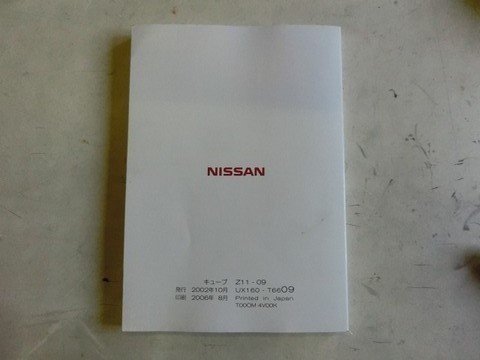 NISSAN
キューブ Z11-09
発行 2002年10月 UX160-T6609
印刷 2006年 8月 Printed in Japan
T00OM・4V00K